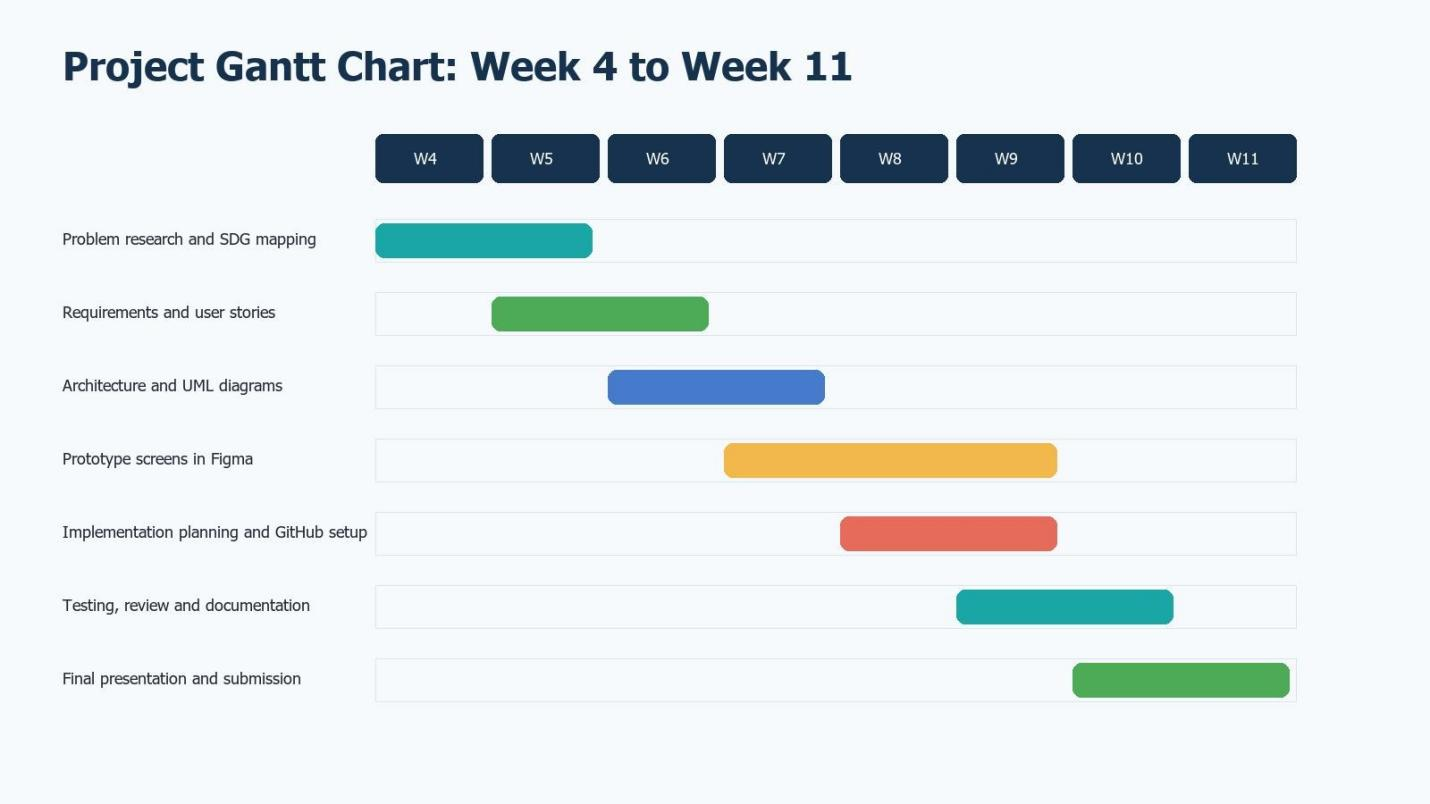 Project Gantt Chart: Week 4 to Week 11
W4 W5 W6 W7 W8 W9 W10 W11
Problem research and SDG mapping
Requirements and user stories
Architecture and UML diagrams
Prototype screens in Figma
Implementation planning and GitHub setup
Testing, review and documentation
Final presentation and submission